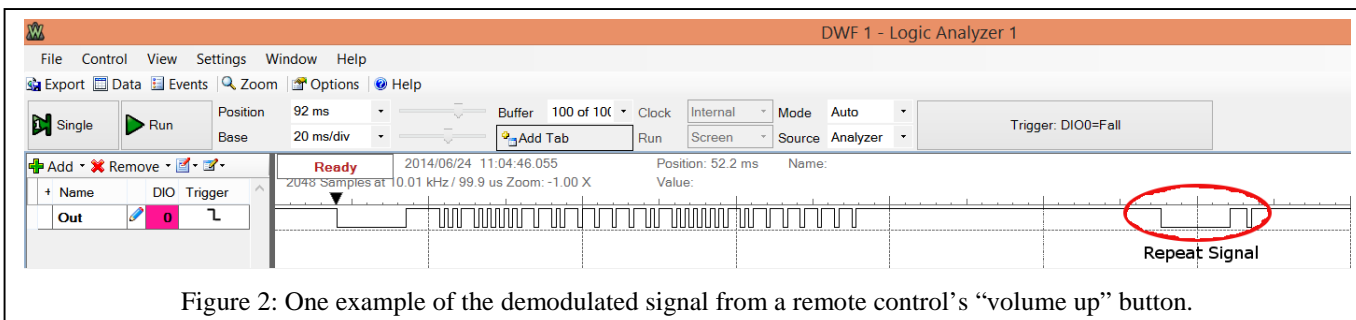 DWF 1 - Logic Analyzer 1
File Control View Settings Window Help
Export Data Events Zoom Options Help
Single Run Position 92 ms Buffer 100 of 100 Clock Internal Mode Auto Trigger: DIO0=Fall
Base 20 ms/div Add Tab Run Screen Source Analyzer
Add Remove Ready 2014/06/24 11:04:46.055 Position: 52.2 ms Name:
2048 Samples at 10.01 kHz / 99.9 us Zoom: -1.00 X Value:
+ Name DIO Trigger
Out 0
Repeat Signal
Figure 2: One example of the demodulated signal from a remote control's “volume up” button.